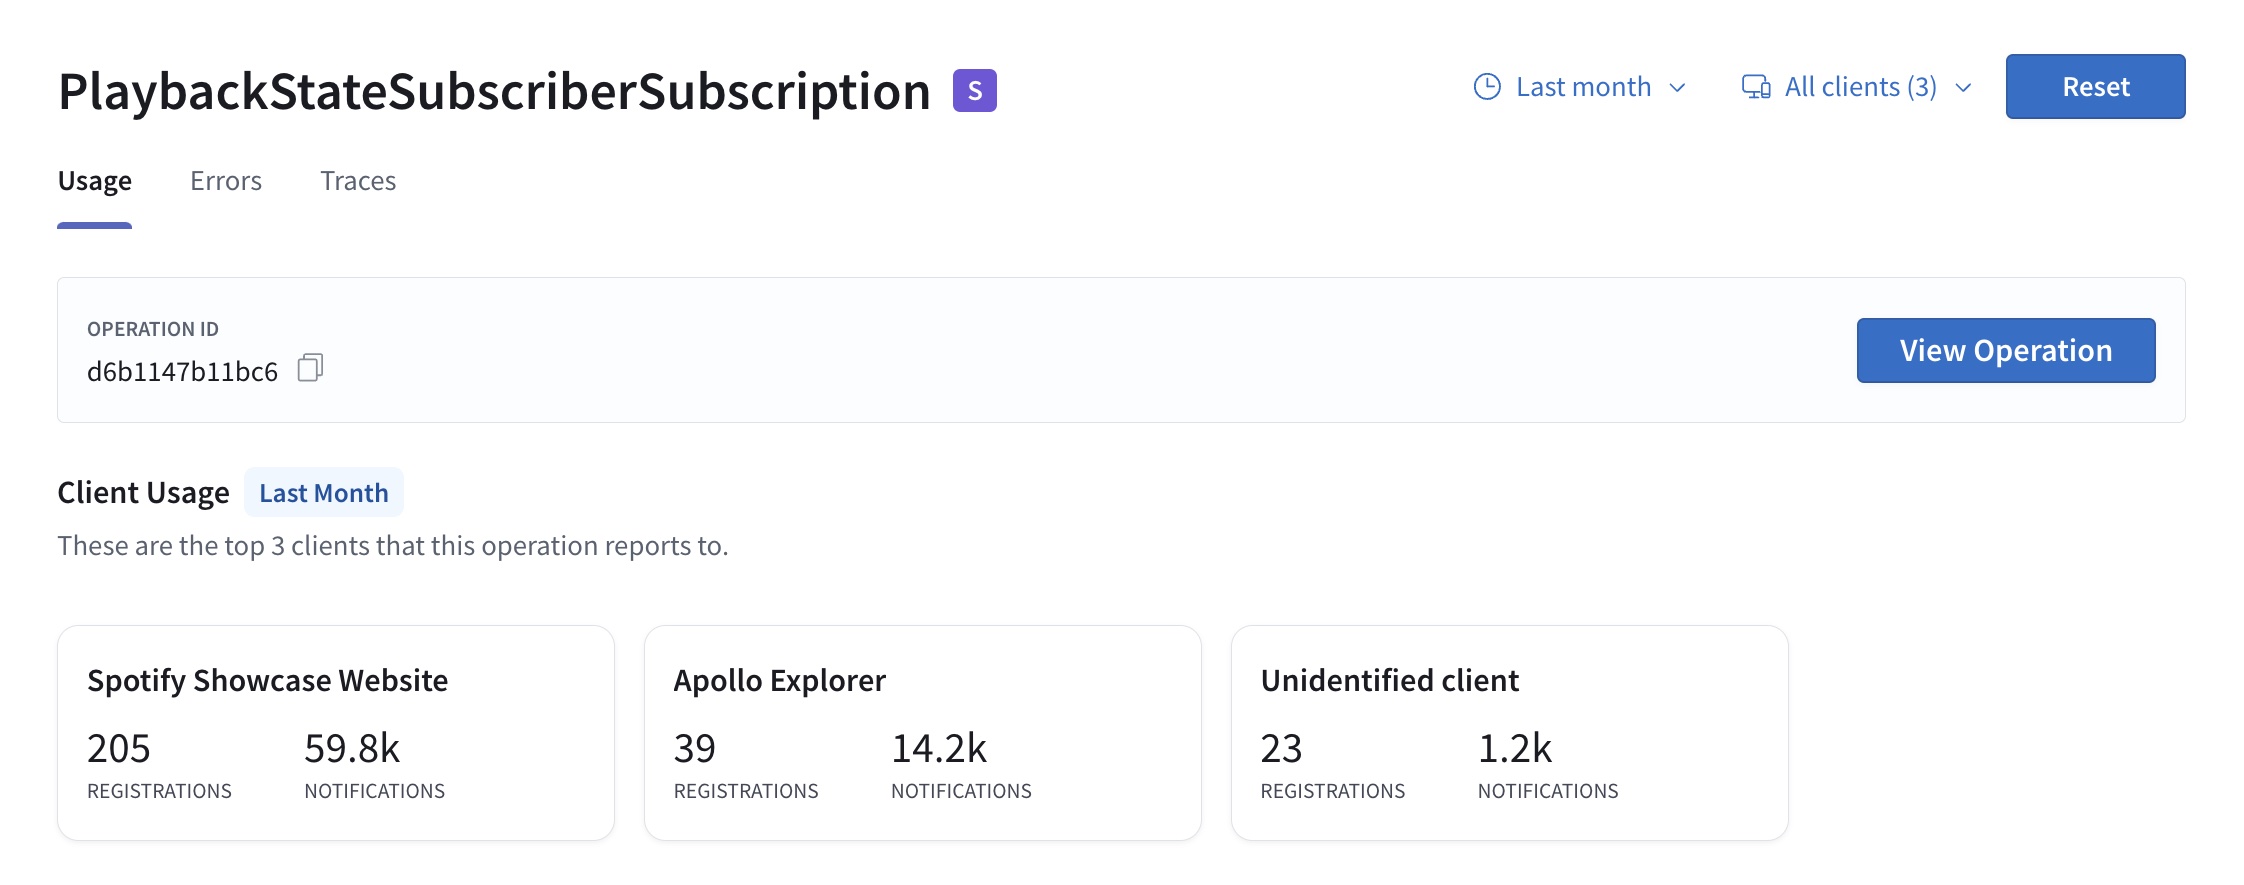 PlaybackStateSubscriberSubscription S
Last month
All clients (3)
Reset
Usage Errors Traces
OPERATION ID
d6b1147b11bc6
View Operation
Client Usage Last Month
These are the top 3 clients that this operation reports to.
Spotify Showcase Website
205 59.8k
REGISTRATIONS NOTIFICATIONS
Apollo Explorer
39 14.2k
REGISTRATIONS NOTIFICATIONS
Unidentified client
23 1.2k
REGISTRATIONS NOTIFICATIONS